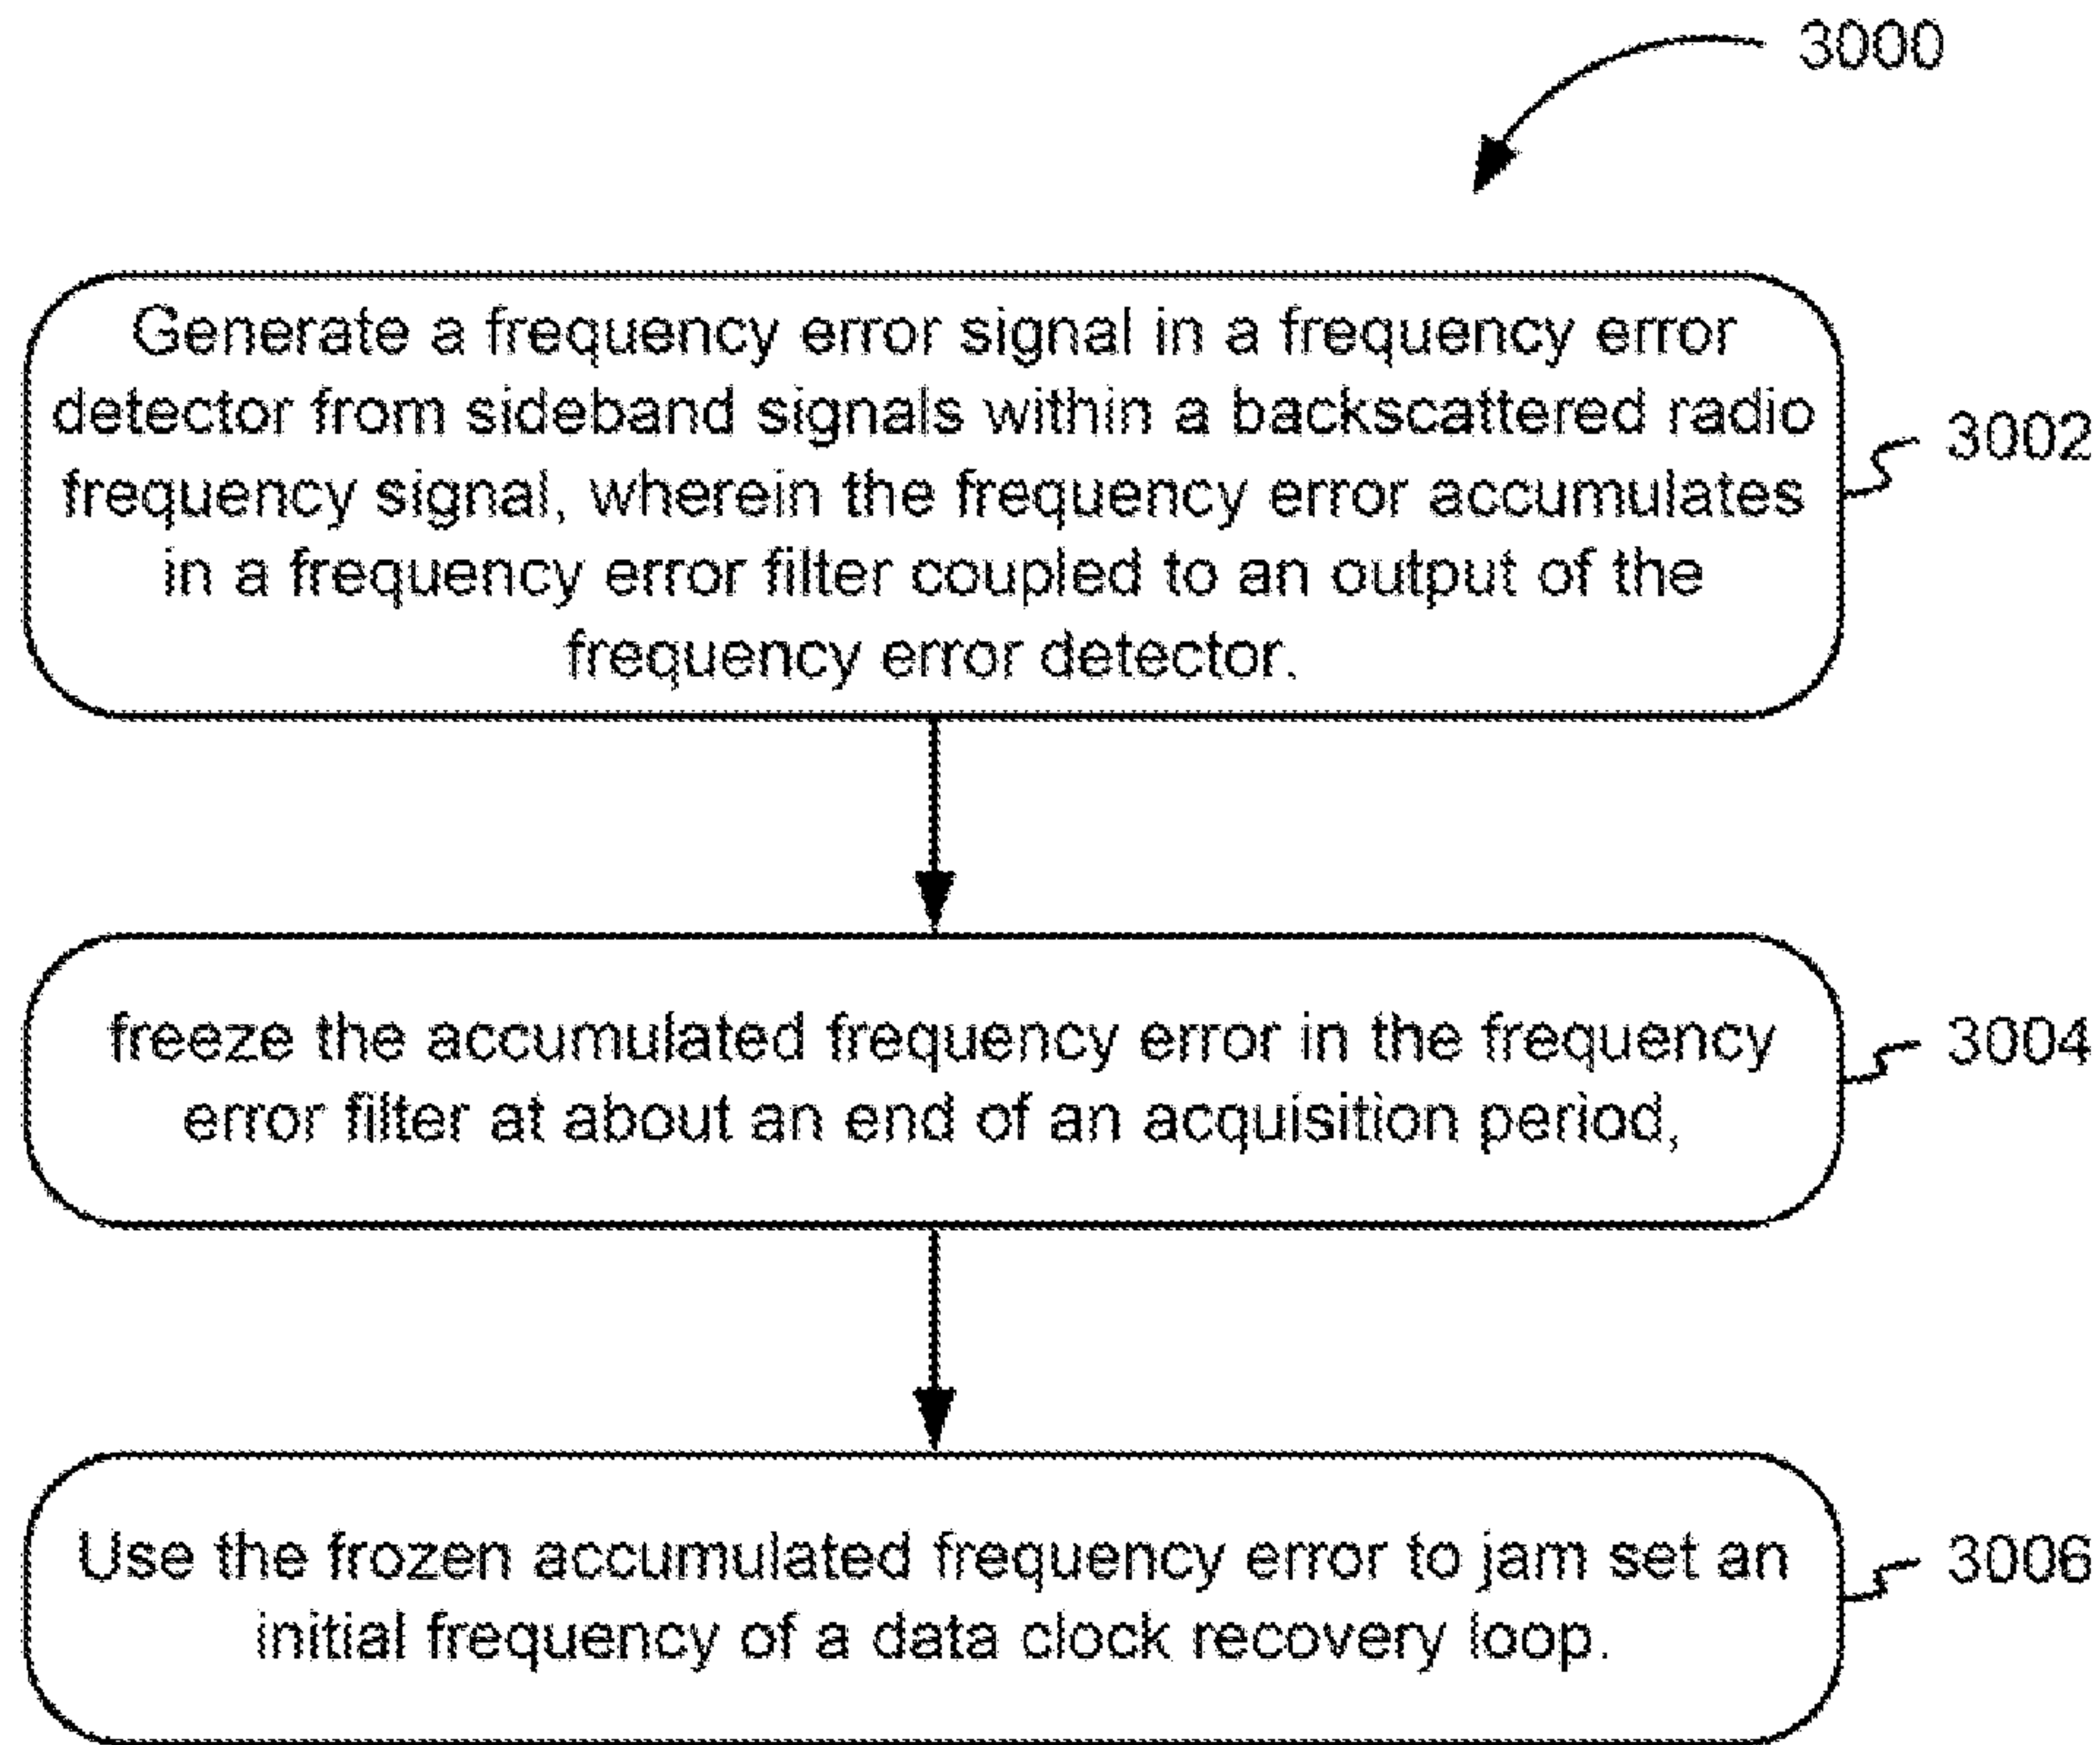 3000
Generate a frequency error signal in a frequency error
detector from sideband signals within a backscattered radio
frequency signal, wherein the frequency error accumulates
in a frequency error filter coupled to an output of the
frequency error detector.
3002
freeze the accumulated frequency error in the frequency
error filter at about an end of an acquisition period,
3004
Use the frozen accumulated frequency error to jam set an
initial frequency of a data clock recovery loop.
3006